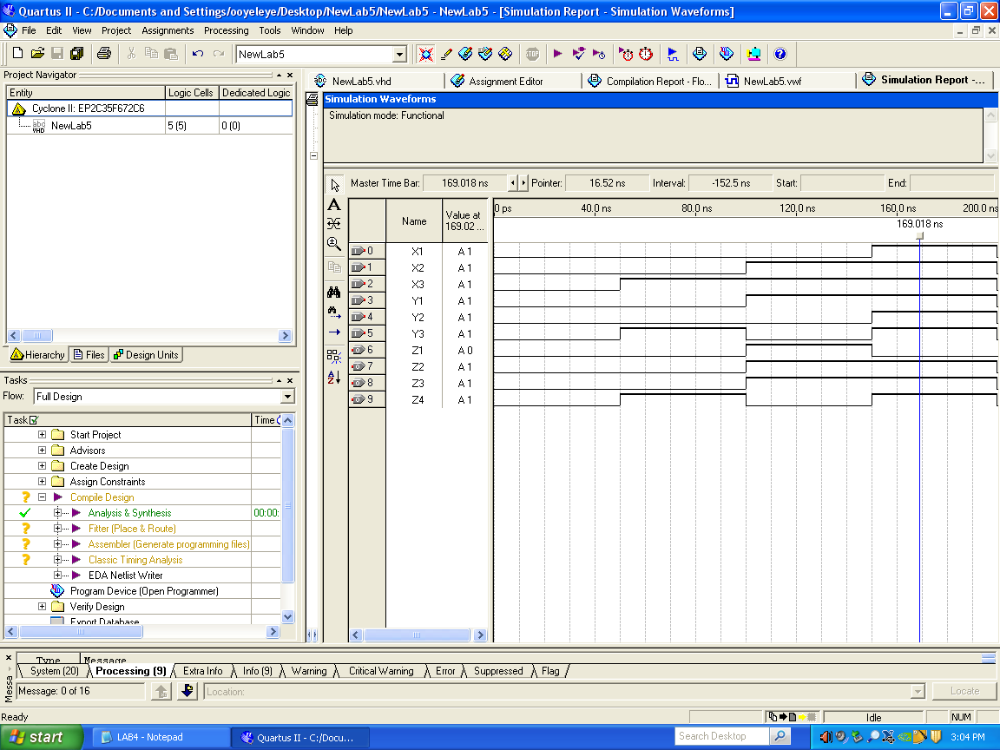 Quartus II - C:/Documents and Settings/ooyeleye/Desktop/NewLab5/NewLab5 - NewLab5 - [Simulation Report - Simulation Waveforms]
File Edit View Project Assignments Processing Tools Window Help
NewLab5
Project Navigator
Entity Logic Cells Dedicated Logic
Cyclone II: EP2C35F672C6
NewLab5 5 (5) 0 (0)
Hierarchy Files Design Units
Tasks
Flow: Full Design
Task Time
Start Project
Advisors
Create Design
Assign Constraints
Compile Design
Analysis & Synthesis 00:00:
Fitter (Place & Route)
Assembler (Generate programming files)
Classic Timing Analysis
EDA Netlist Writer
Program Device (Open Programmer)
Verify Design
Export Database
NewLab5.vhd Assignment Editor Compilation Report - Flo... NewLab5.vwf Simulation Report -...
Simulation Waveforms
Simulation mode: Functional
Master Time Bar: 169.018 ns Pointer: 16.52 ns Interval: -152.5 ns Start: End:
Name Value at 169.02 ...
0 ps 40.0 ns 80.0 ns 120.0 ns 160.0 ns 200.0 ns
169.018 ns
0 X1 A 1
1 X2 A 1
2 X3 A 1
3 Y1 A 1
4 Y2 A 1
5 Y3 A 1
6 Z1 A 0
7 Z2 A 1
8 Z3 A 1
9 Z4 A 1
Type Message
System (20) Processing (9) Extra Info Info (9) Warning Critical Warning Error Suppressed Flag
Message: 0 of 16 Location: Locate
Messa
Ready Idle NUM
start LAB4 - Notepad Quartus II - C:/Docu... Search Desktop 3:04 PM